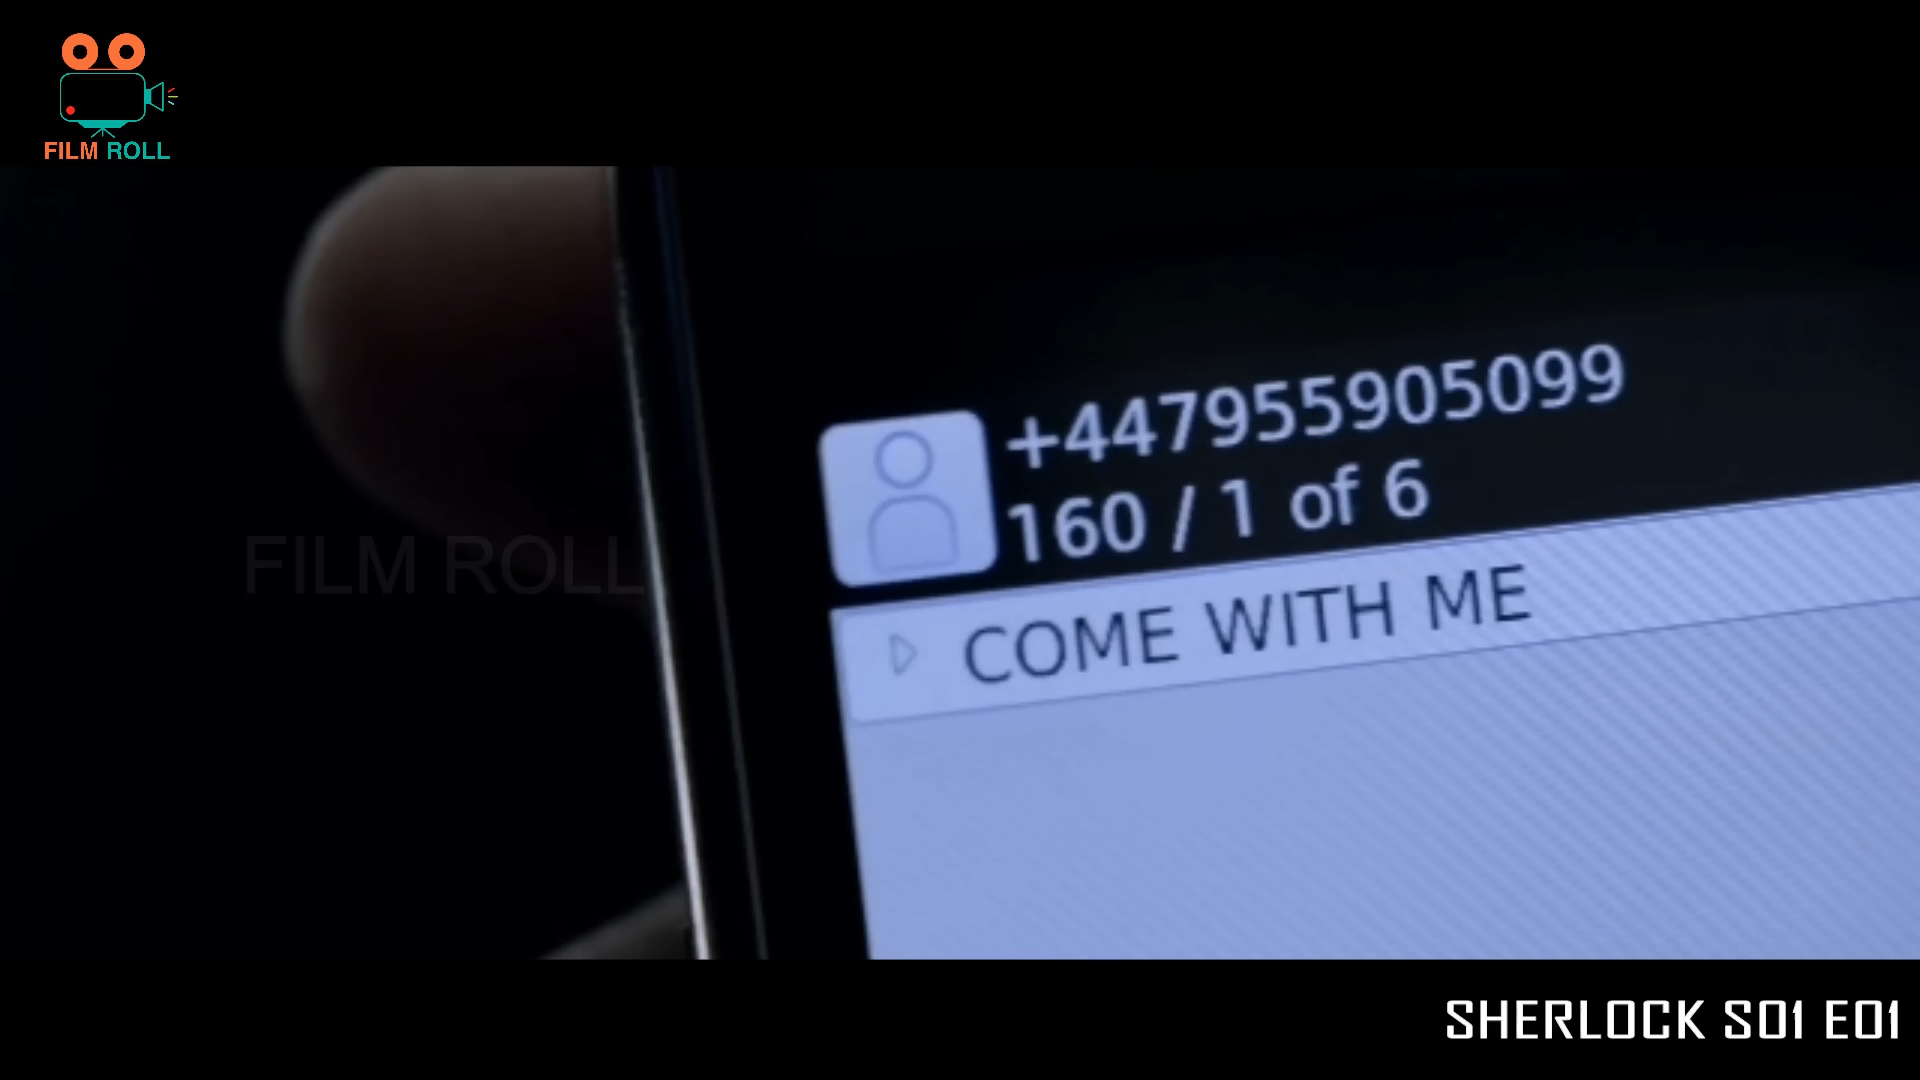 FILM ROLL
+447955905099
160 / 1 of 6
COME WITH ME
FILM ROLL
SHERLOCK S01 E01